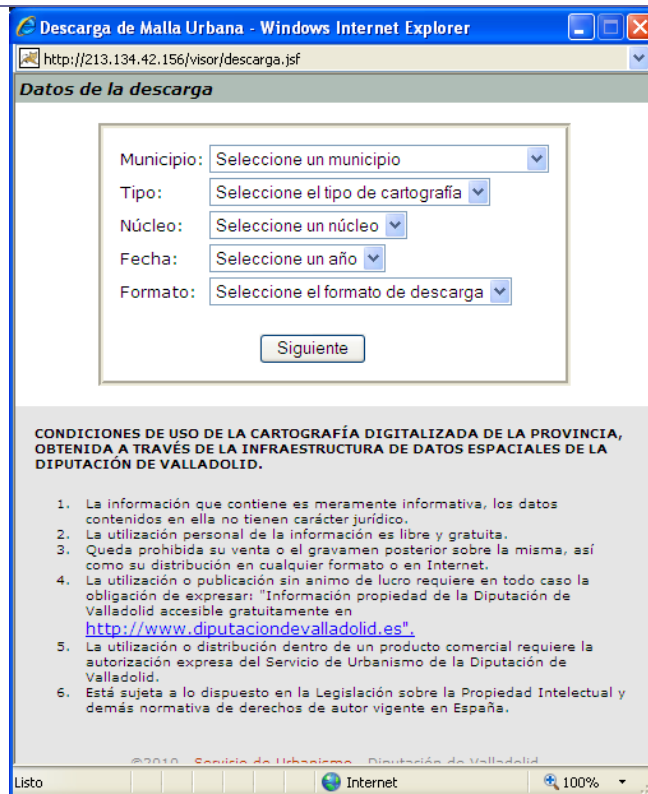 Descarga de Malla Urbana - Windows Internet Explorer
http://213.134.42.156/visor/descarga.jsf
Datos de la descarga
Municipio: Seleccione un municipio
Tipo: Seleccione el tipo de cartografía
Núcleo: Seleccione un núcleo
Fecha: Seleccione un año
Formato: Seleccione el formato de descarga
Siguiente
CONDICIONES DE USO DE LA CARTOGRAFÍA DIGITALIZADA DE LA PROVINCIA,
OBTENIDA A TRAVÉS DE LA INFRAESTRUCTURA DE DATOS ESPACIALES DE LA
DIPUTACIÓN DE VALLADOLID.
1. La información que contiene es meramente informativa, los datos
contenidos en ella no tienen carácter jurídico.
2. La utilización personal de la información es libre y gratuita.
3. Queda prohibida su venta o el gravamen posterior sobre la misma, así
como su distribución en cualquier formato o en Internet.
4. La utilización o publicación sin animo de lucro requiere en todo caso la
obligación de expresar: "Información propiedad de la Diputación de
Valladolid accesible gratuitamente en
http://www.diputaciondevalladolid.es".
5. La utilización o distribución dentro de un producto comercial requiere la
autorización expresa del Servicio de Urbanismo de la Diputación de
Valladolid.
6. Está sujeta a lo dispuesto en la Legislación sobre la Propiedad Intelectual y
demás normativa de derechos de autor vigente en España.
©2010 Servicio de Urbanismo - Diputación de Valladolid
Listo
Internet
100%